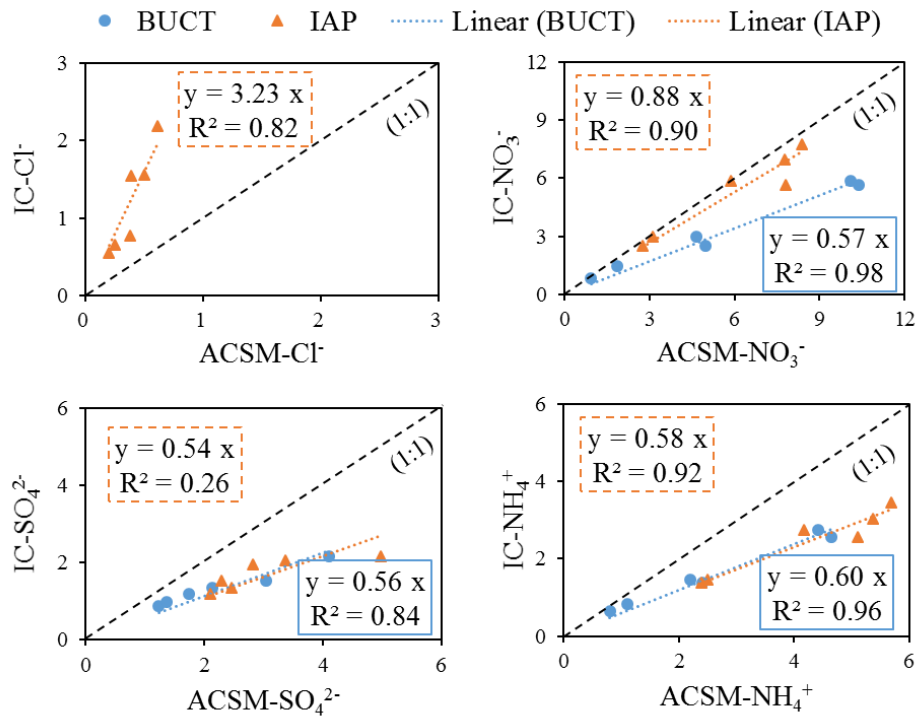 BUCT IAP Linear (BUCT) Linear (IAP)
3
2
1
0
0 1 2 3
IC-Cl⁻
ACSM-Cl⁻
y = 3.23 x
R² = 0.82
(1:1)
12
9
6
3
0
0 3 6 9 12
IC-NO₃⁻
ACSM-NO₃⁻
y = 0.88 x
R² = 0.90
(1:1)
y = 0.57 x
R² = 0.98
6
4
2
0
0 2 4 6
IC-SO₄²⁻
ACSM-SO₄²⁻
y = 0.54 x
R² = 0.26
(1:1)
y = 0.56 x
R² = 0.84
6
4
2
0
0 2 4 6
IC-NH₄⁺
ACSM-NH₄⁺
y = 0.58 x
R² = 0.92
(1:1)
y = 0.60 x
R² = 0.96